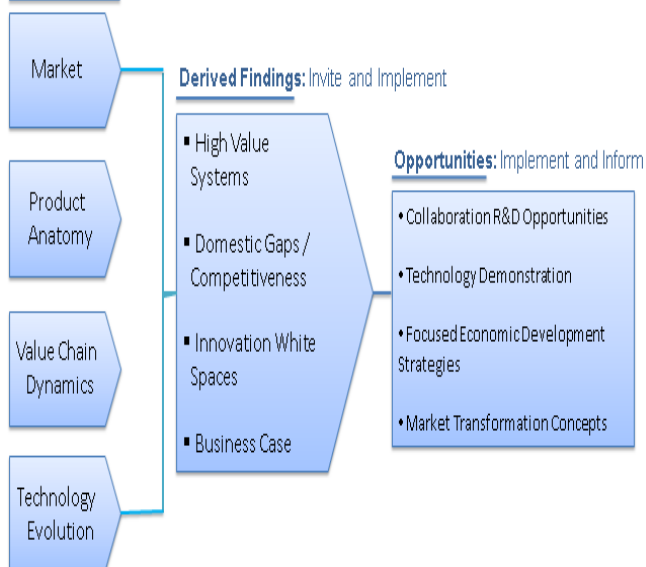 Market
Product
Anatomy
Value Chain
Dynamics
Technology
Evolution
Derived Findings: Invite and Implement
▪ High Value
Systems
▪ Domestic Gaps /
Competitiveness
▪ Innovation White
Spaces
▪ Business Case
Opportunities: Implement and Inform
• Collaboration R&D Opportunities
• Technology Demonstration
• Focused Economic Development
Strategies
• Market Transformation Concepts